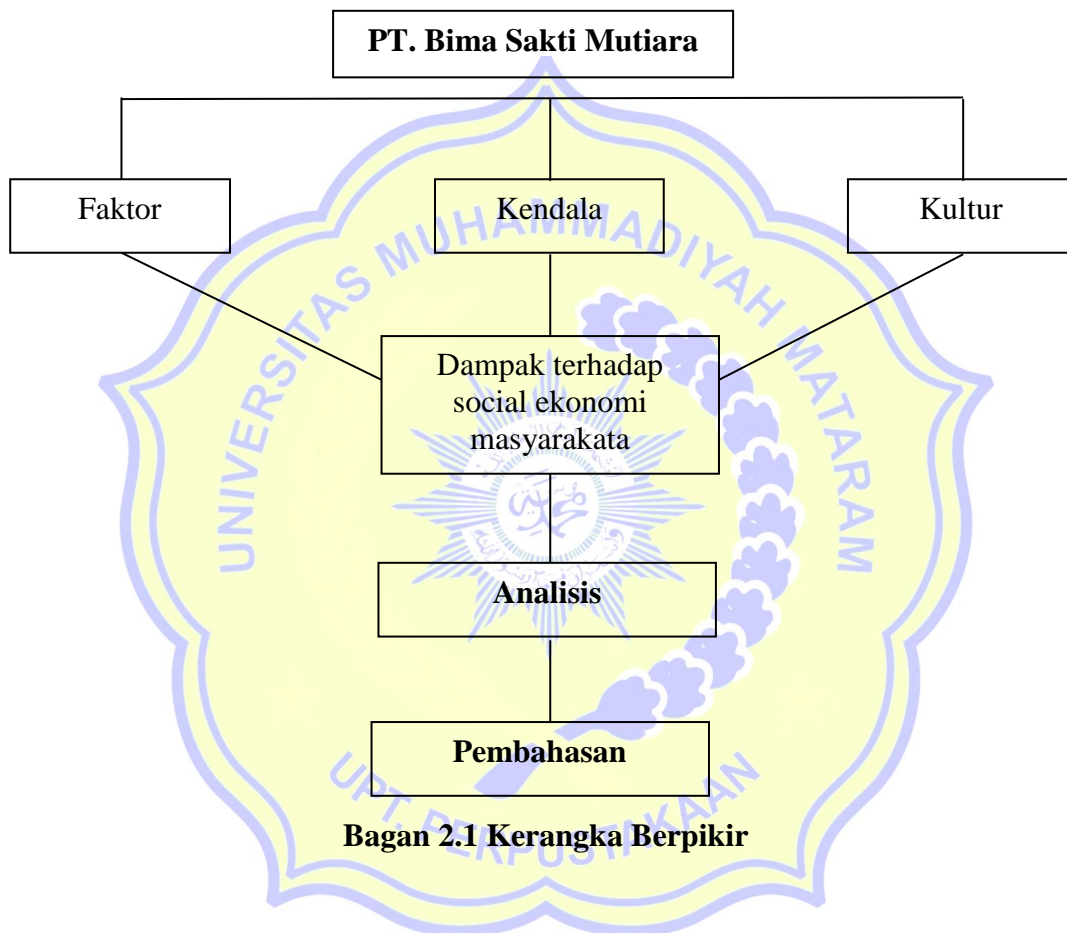 PT. Bima Sakti Mutiara
Faktor
Kendala
Kultur
UNIVERSITAS MUHAMMADIYAH MATARAM
Dampak terhadap
social ekonomi
masyarakata
Analisis
Pembahasan
UPT. PERPUSTAKAAN
Bagan 2.1 Kerangka Berpikir